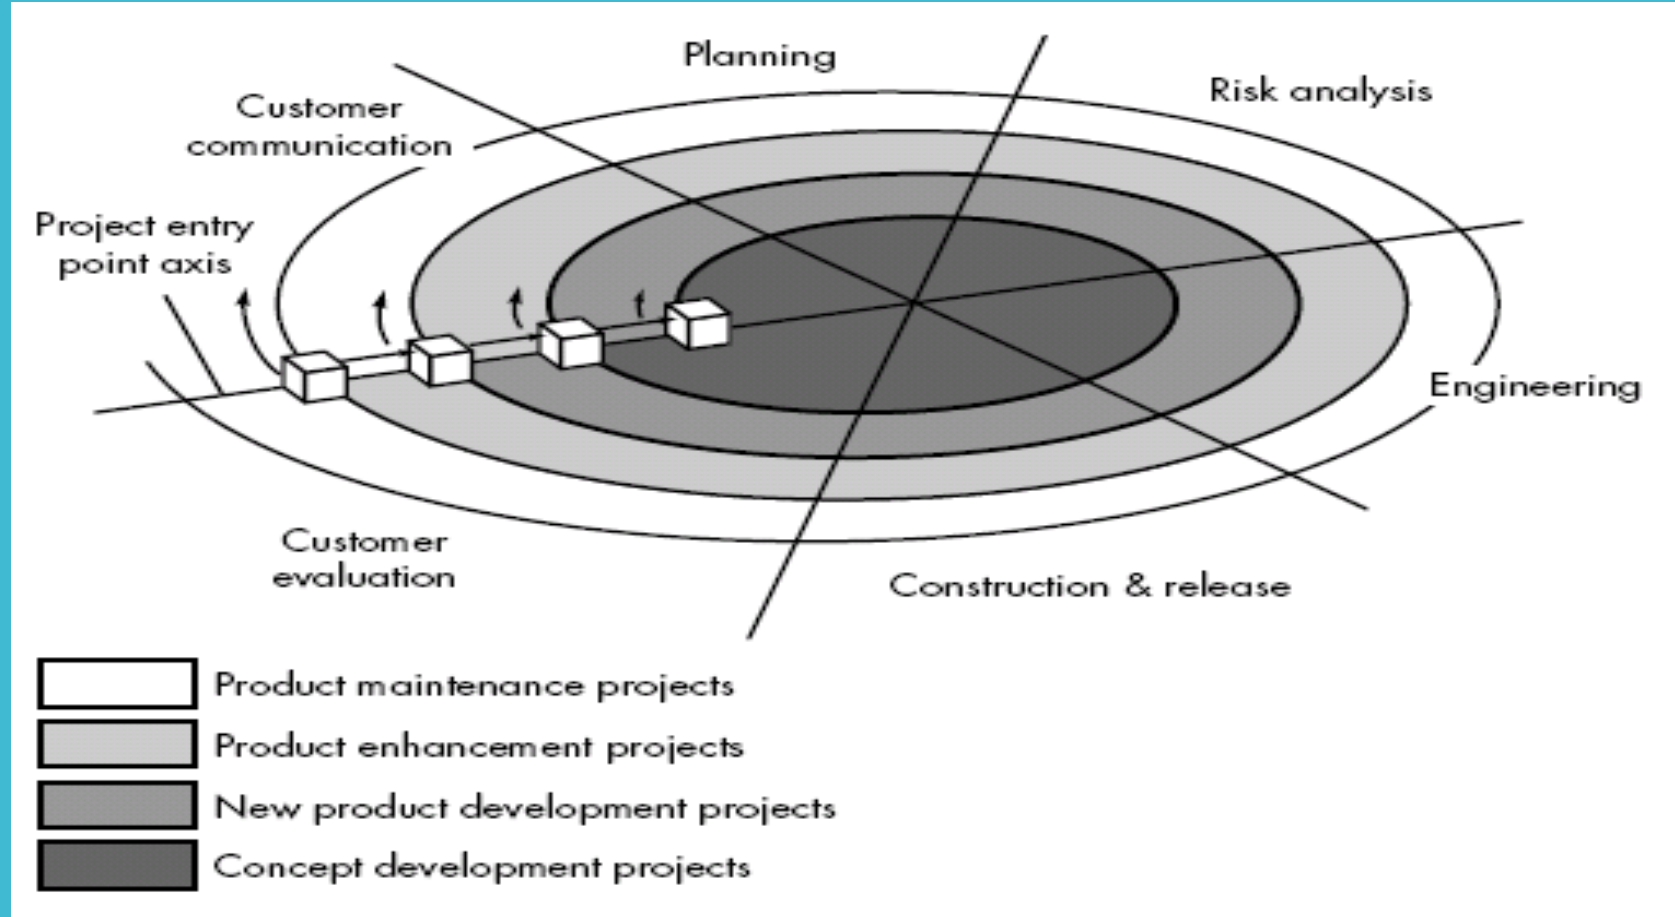 Planning
Risk analysis
Customer
communication
Project entry
point axis
Engineering
Customer
evaluation
Construction & release
Product maintenance projects
Product enhancement projects
New product development projects
Concept development projects